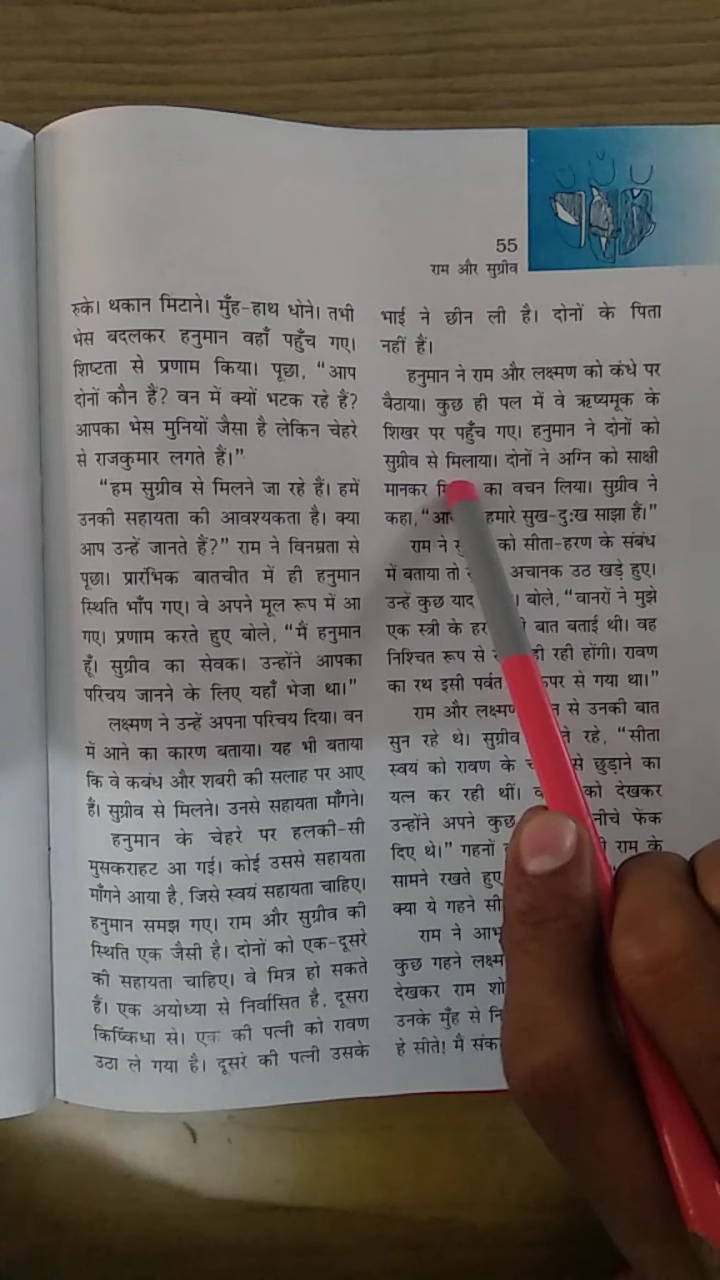 55
राम और सुग्रीव
रुके। थकान मिटाने। मुँह-हाथ धोने। तभी
भेस बदलकर हनुमान वहाँ पहुँच गए।
शिष्टता से प्रणाम किया। पूछा, “आप
दोनों कौन हैं? वन में क्यों भटक रहे हैं?
आपका भेस मुनियों जैसा है लेकिन चेहरे
से राजकुमार लगते हैं।”
“हम सुग्रीव से मिलने जा रहे हैं। हमें
उनकी सहायता की आवश्यकता है। क्या
आप उन्हें जानते हैं?” राम ने विनम्रता से
पूछा। प्रारंभिक बातचीत में ही हनुमान
स्थिति भाँप गए। वे अपने मूल रूप में आ
गए। प्रणाम करते हुए बोले, “मैं हनुमान
हूँ। सुग्रीव का सेवक। उन्होंने आपका
परिचय जानने के लिए यहाँ भेजा था।”
लक्ष्मण ने उन्हें अपना परिचय दिया। वन
में आने का कारण बताया। यह भी बताया
कि वे कबंध और शबरी की सलाह पर आए
हैं। सुग्रीव से मिलने। उनसे सहायता माँगने।
हनुमान के चेहरे पर हलकी-सी
मुसकराहट आ गई। कोई उससे सहायता
माँगने आया है, जिसे स्वयं सहायता चाहिए।
हनुमान समझ गए। राम और सुग्रीव की
स्थिति एक जैसी है। दोनों को एक-दूसरे
की सहायता चाहिए। वे मित्र हो सकते
हैं। एक अयोध्या से निर्वासित है, दूसरा
किष्किंधा से। एक की पत्नी को रावण
उठा ले गया है। दूसरे की पत्नी उसके
भाई ने छीन ली है। दोनों के पिता
नहीं हैं।
हनुमान ने राम और लक्ष्मण को कंधे पर
बैठाया। कुछ ही पल में वे ऋष्यमूक के
शिखर पर पहुँच गए। हनुमान ने दोनों को
सुग्रीव से मिलाया। दोनों ने अग्नि को साक्षी
मानकर का वचन लिया। सुग्रीव ने
कहा, हमारे सुख-दुःख साझा हैं।”
राम ने को सीता-हरण के संबंध
में बताया तो अचानक उठ खड़े हुए।
उन्हें कुछ याद बोले, “वानरों ने मुझे
एक स्त्री के बात बताई थी। वह
निश्चित रूप से ही रही होंगी। रावण
का रथ इसी पर्वत से गया था।”
राम और लक्ष्मण से उनकी बात
सुन रहे थे। सुग्रीव रहे, “सीता
स्वयं को रावण के से छुड़ाने का
यत्न कर रही थीं। को देखकर
उन्होंने अपने कुछ नीचे फेंक
दिए थे।” गहनों राम के
सामने रखते हुए
क्या ये गहने
राम ने
कुछ गहने
देखकर राम
उनके मुँह से
हे सीते! मैं